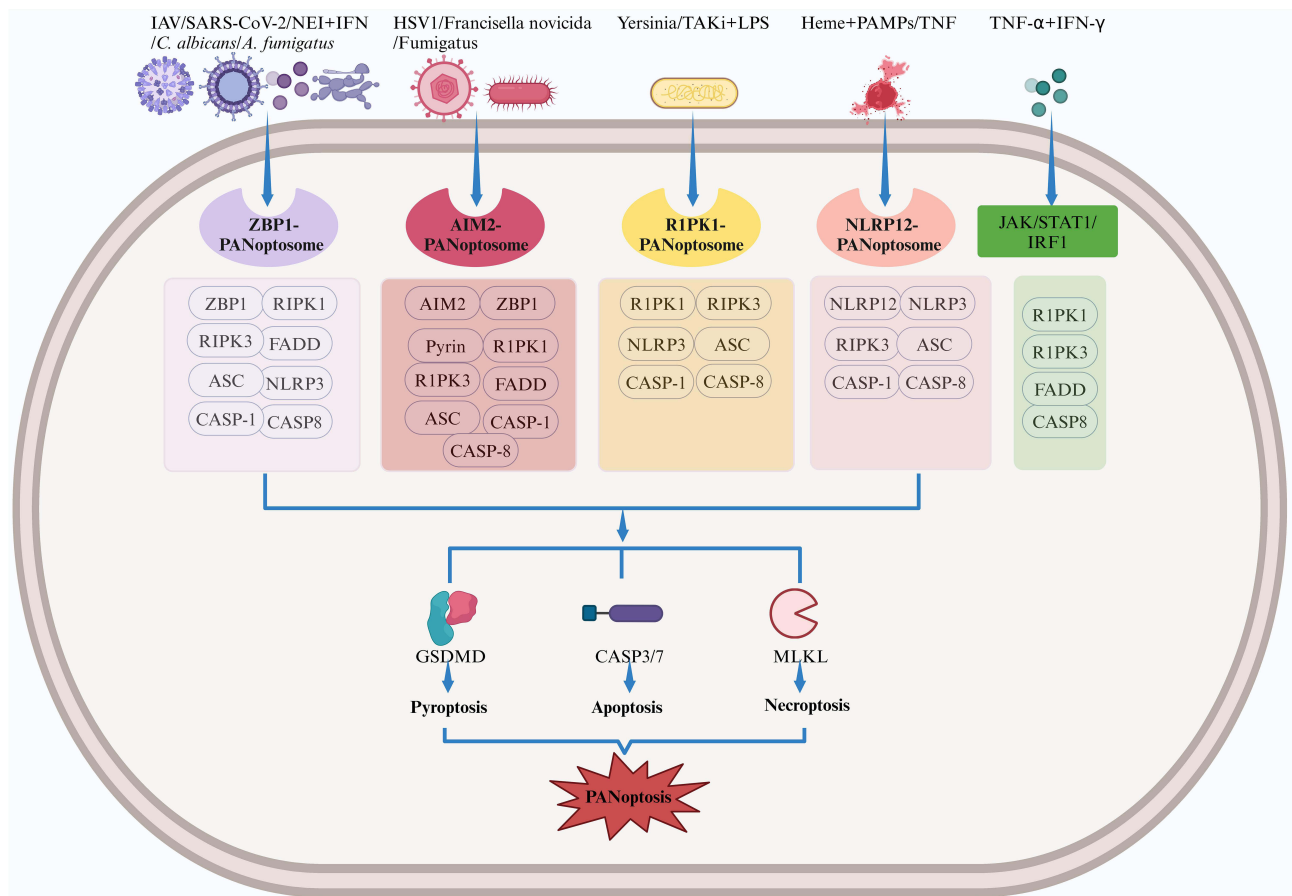 IAV/SARS-CoV-2/NEI+IFN
/C. albicans/A. fumigatus
HSV1/Francisella novicida
/Fumigatus
Yersinia/TAKi+LPS
Heme+PAMPs/TNF
TNF-α+IFN-γ
ZBP1-
PANoptosome
AIM2-
PANoptosome
R1PK1-
PANoptosome
NLRP12-
PANoptosome
JAK/STAT1/
IRF1
ZBP1 RIPK1
RIPK3 FADD
ASC NLRP3
CASP-1 CASP8
AIM2 ZBP1
Pyrin R1PK1
R1PK3 FADD
ASC CASP-1
CASP-8
R1PK1 RIPK3
NLRP3 ASC
CASP-1 CASP-8
NLRP12 NLRP3
RIPK3 ASC
CASP-1 CASP-8
R1PK1
R1PK3
FADD
CASP8
GSDMD
CASP3/7
MLKL
Pyroptosis
Apoptosis
Necroptosis
PANoptosis